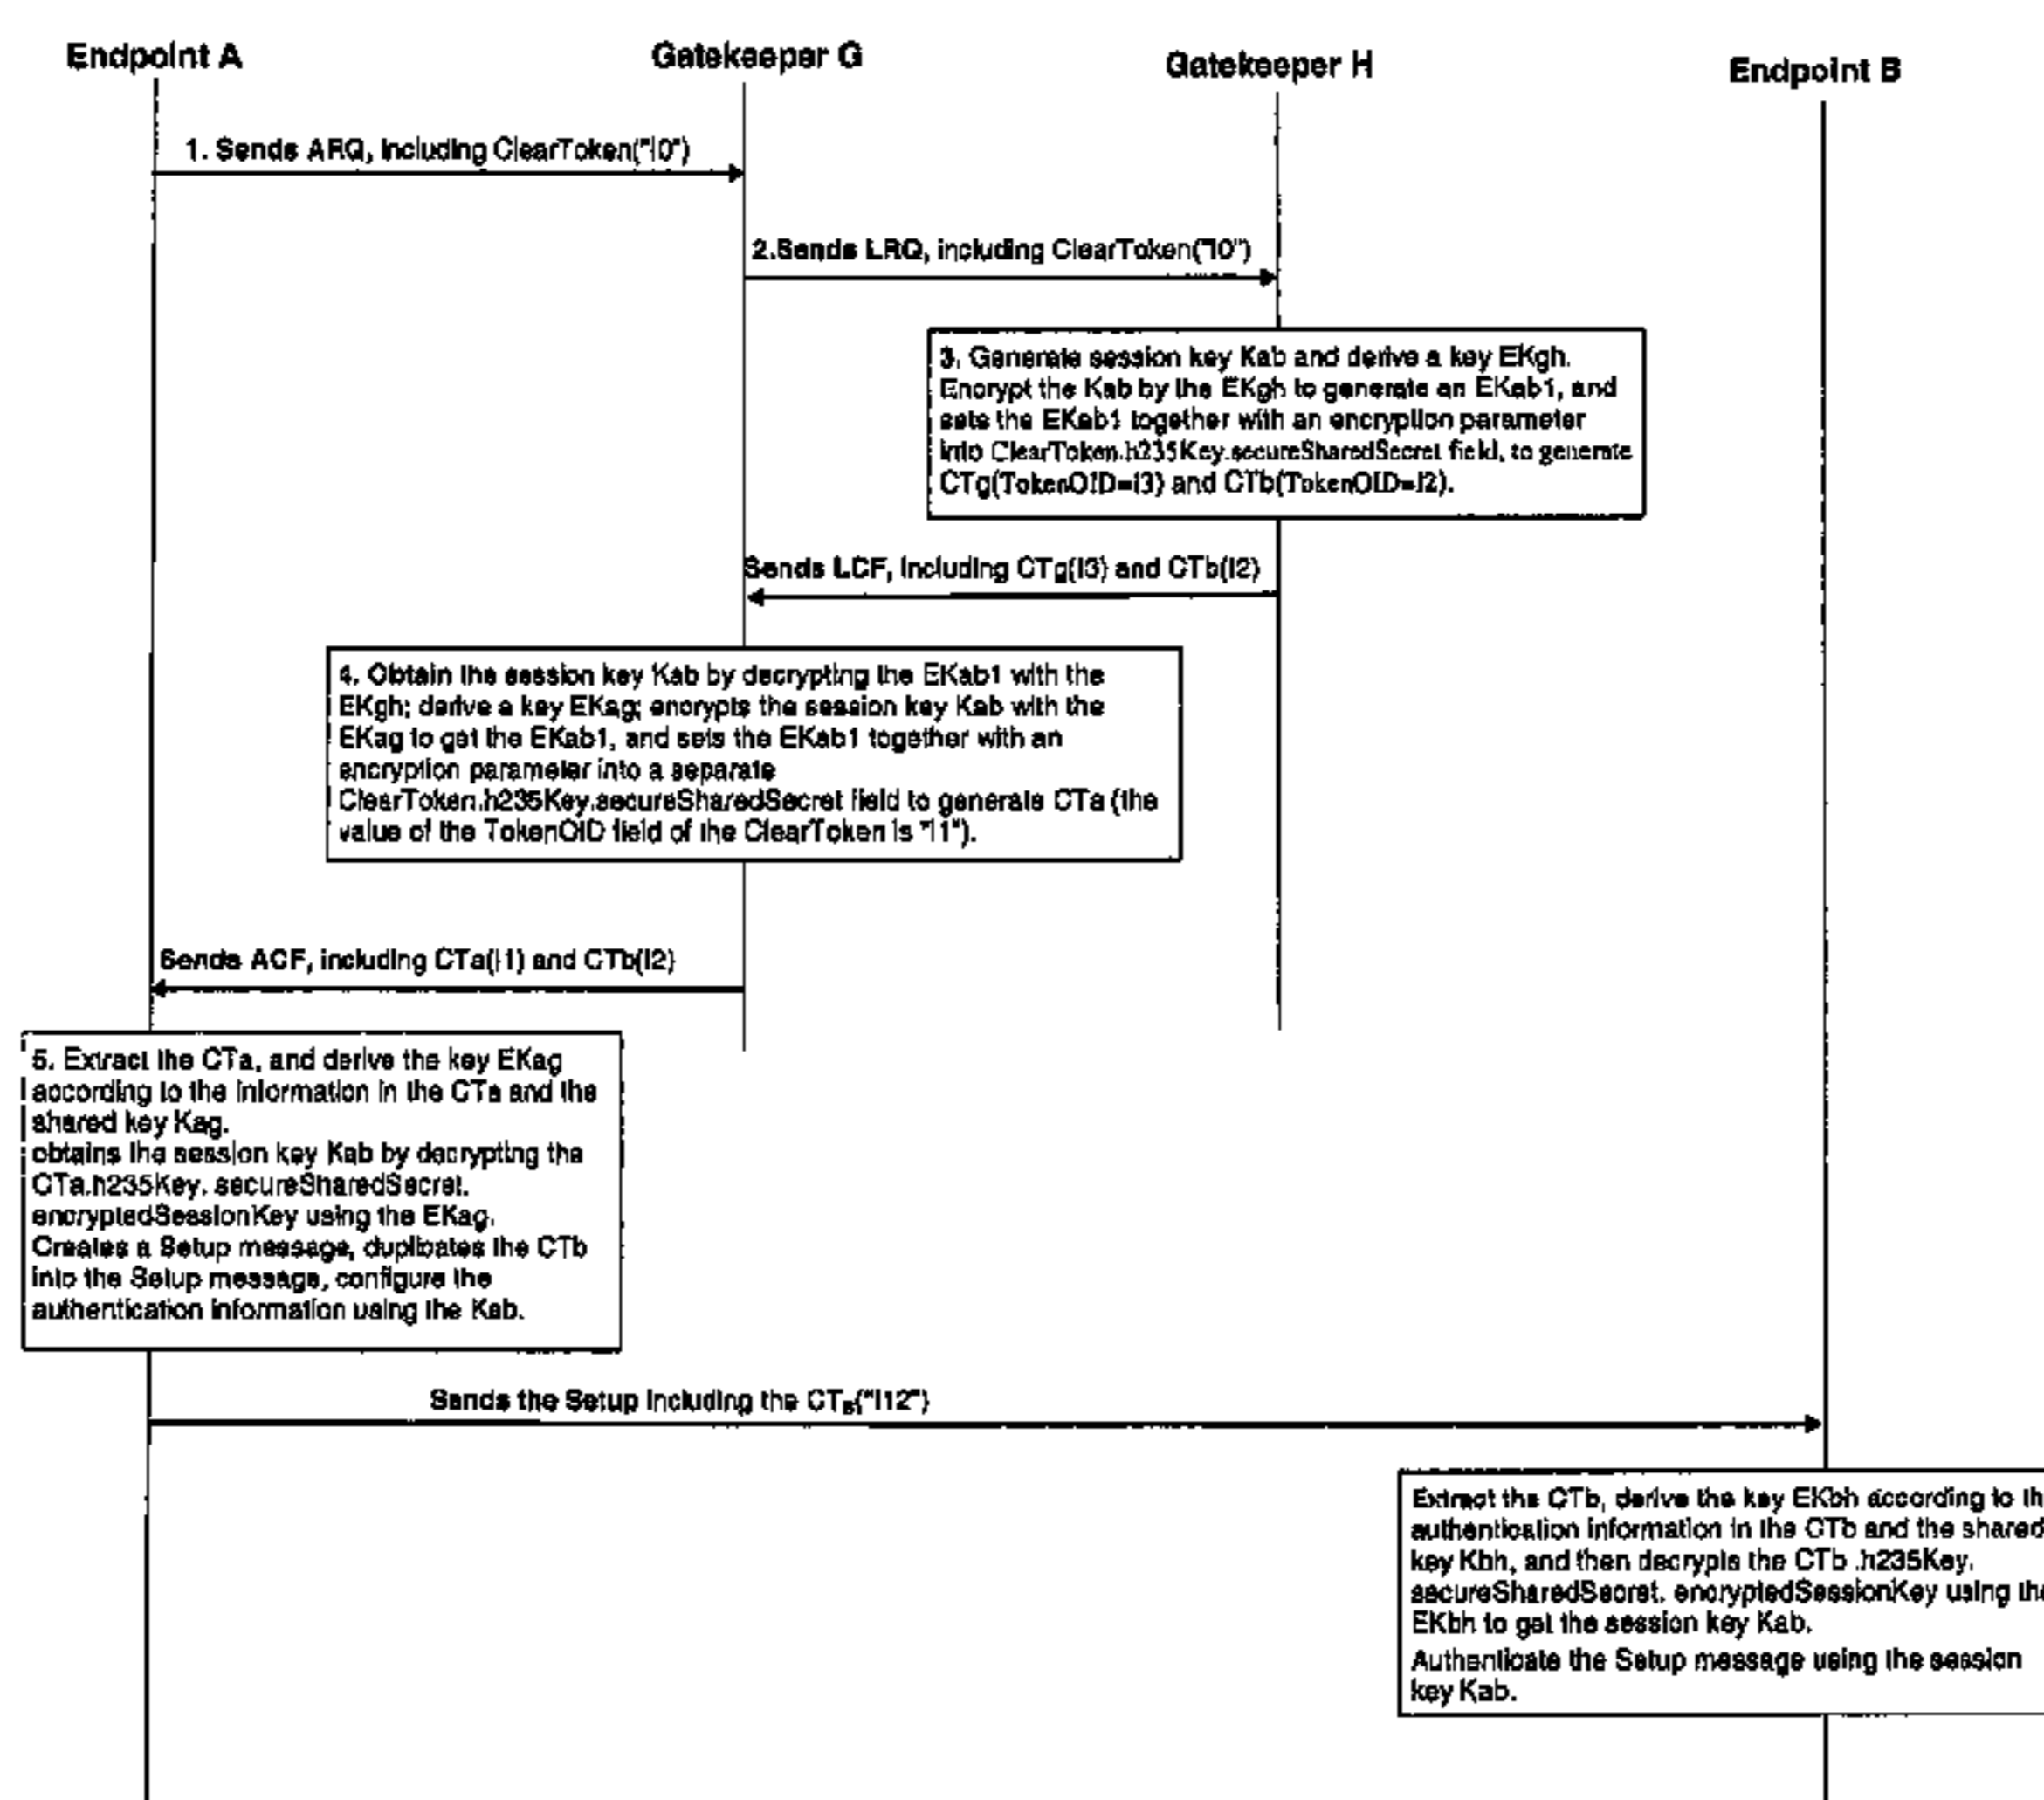 Endpoint A
Gatekeeper G
Gatekeeper H
Endpoint B
1. Sends ARQ, including ClearToken("I0")
2.Sends LRQ, including ClearToken("I0")
3. Generate session key Kab and derive a key EKgh.
Encrypt the Kab by the EKgh to generate an EKab1, and
sets the EKab1 together with an encryption parameter
into ClearToken.h235Key.secureSharedSecret field, to generate
CTg(TokenOID=I3) and CTb(TokenOID=I2).
Sends LCF, including CTg(I3) and CTb(I2)
4. Obtain the session key Kab by decrypting the EKab1 with the
EKgh; derive a key EKag; encrypts the session key Kab with the
EKag to get the EKab1, and sets the EKab1 together with an
encryption parameter into a separate
ClearToken.h235Key.secureSharedSecret field to generate CTa (the
value of the TokenOID field of the ClearToken is "I1").
Sends ACF, including CTa(I1) and CTb(I2)
5. Extract the CTa, and derive the key EKag
according to the information in the CTa and the
shared key Kag.
obtains the session key Kab by decrypting the
CTa.h235Key. secureSharedSecret.
encryptedSessionKey using the EKag.
Creates a Setup message, duplicates the CTb
into the Setup message, configure the
authentication information using the Kab.
Sends the Setup including the CTB("I12")
Extract the CTb, derive the key EKbh according to th
authentication information in the CTb and the shared
key Kbh, and then decrypts the CTb .h235Key.
secureSharedSecret. encryptedSessionKey using the
EKbh to get the session key Kab.
Authenticate the Setup message using the session
key Kab.